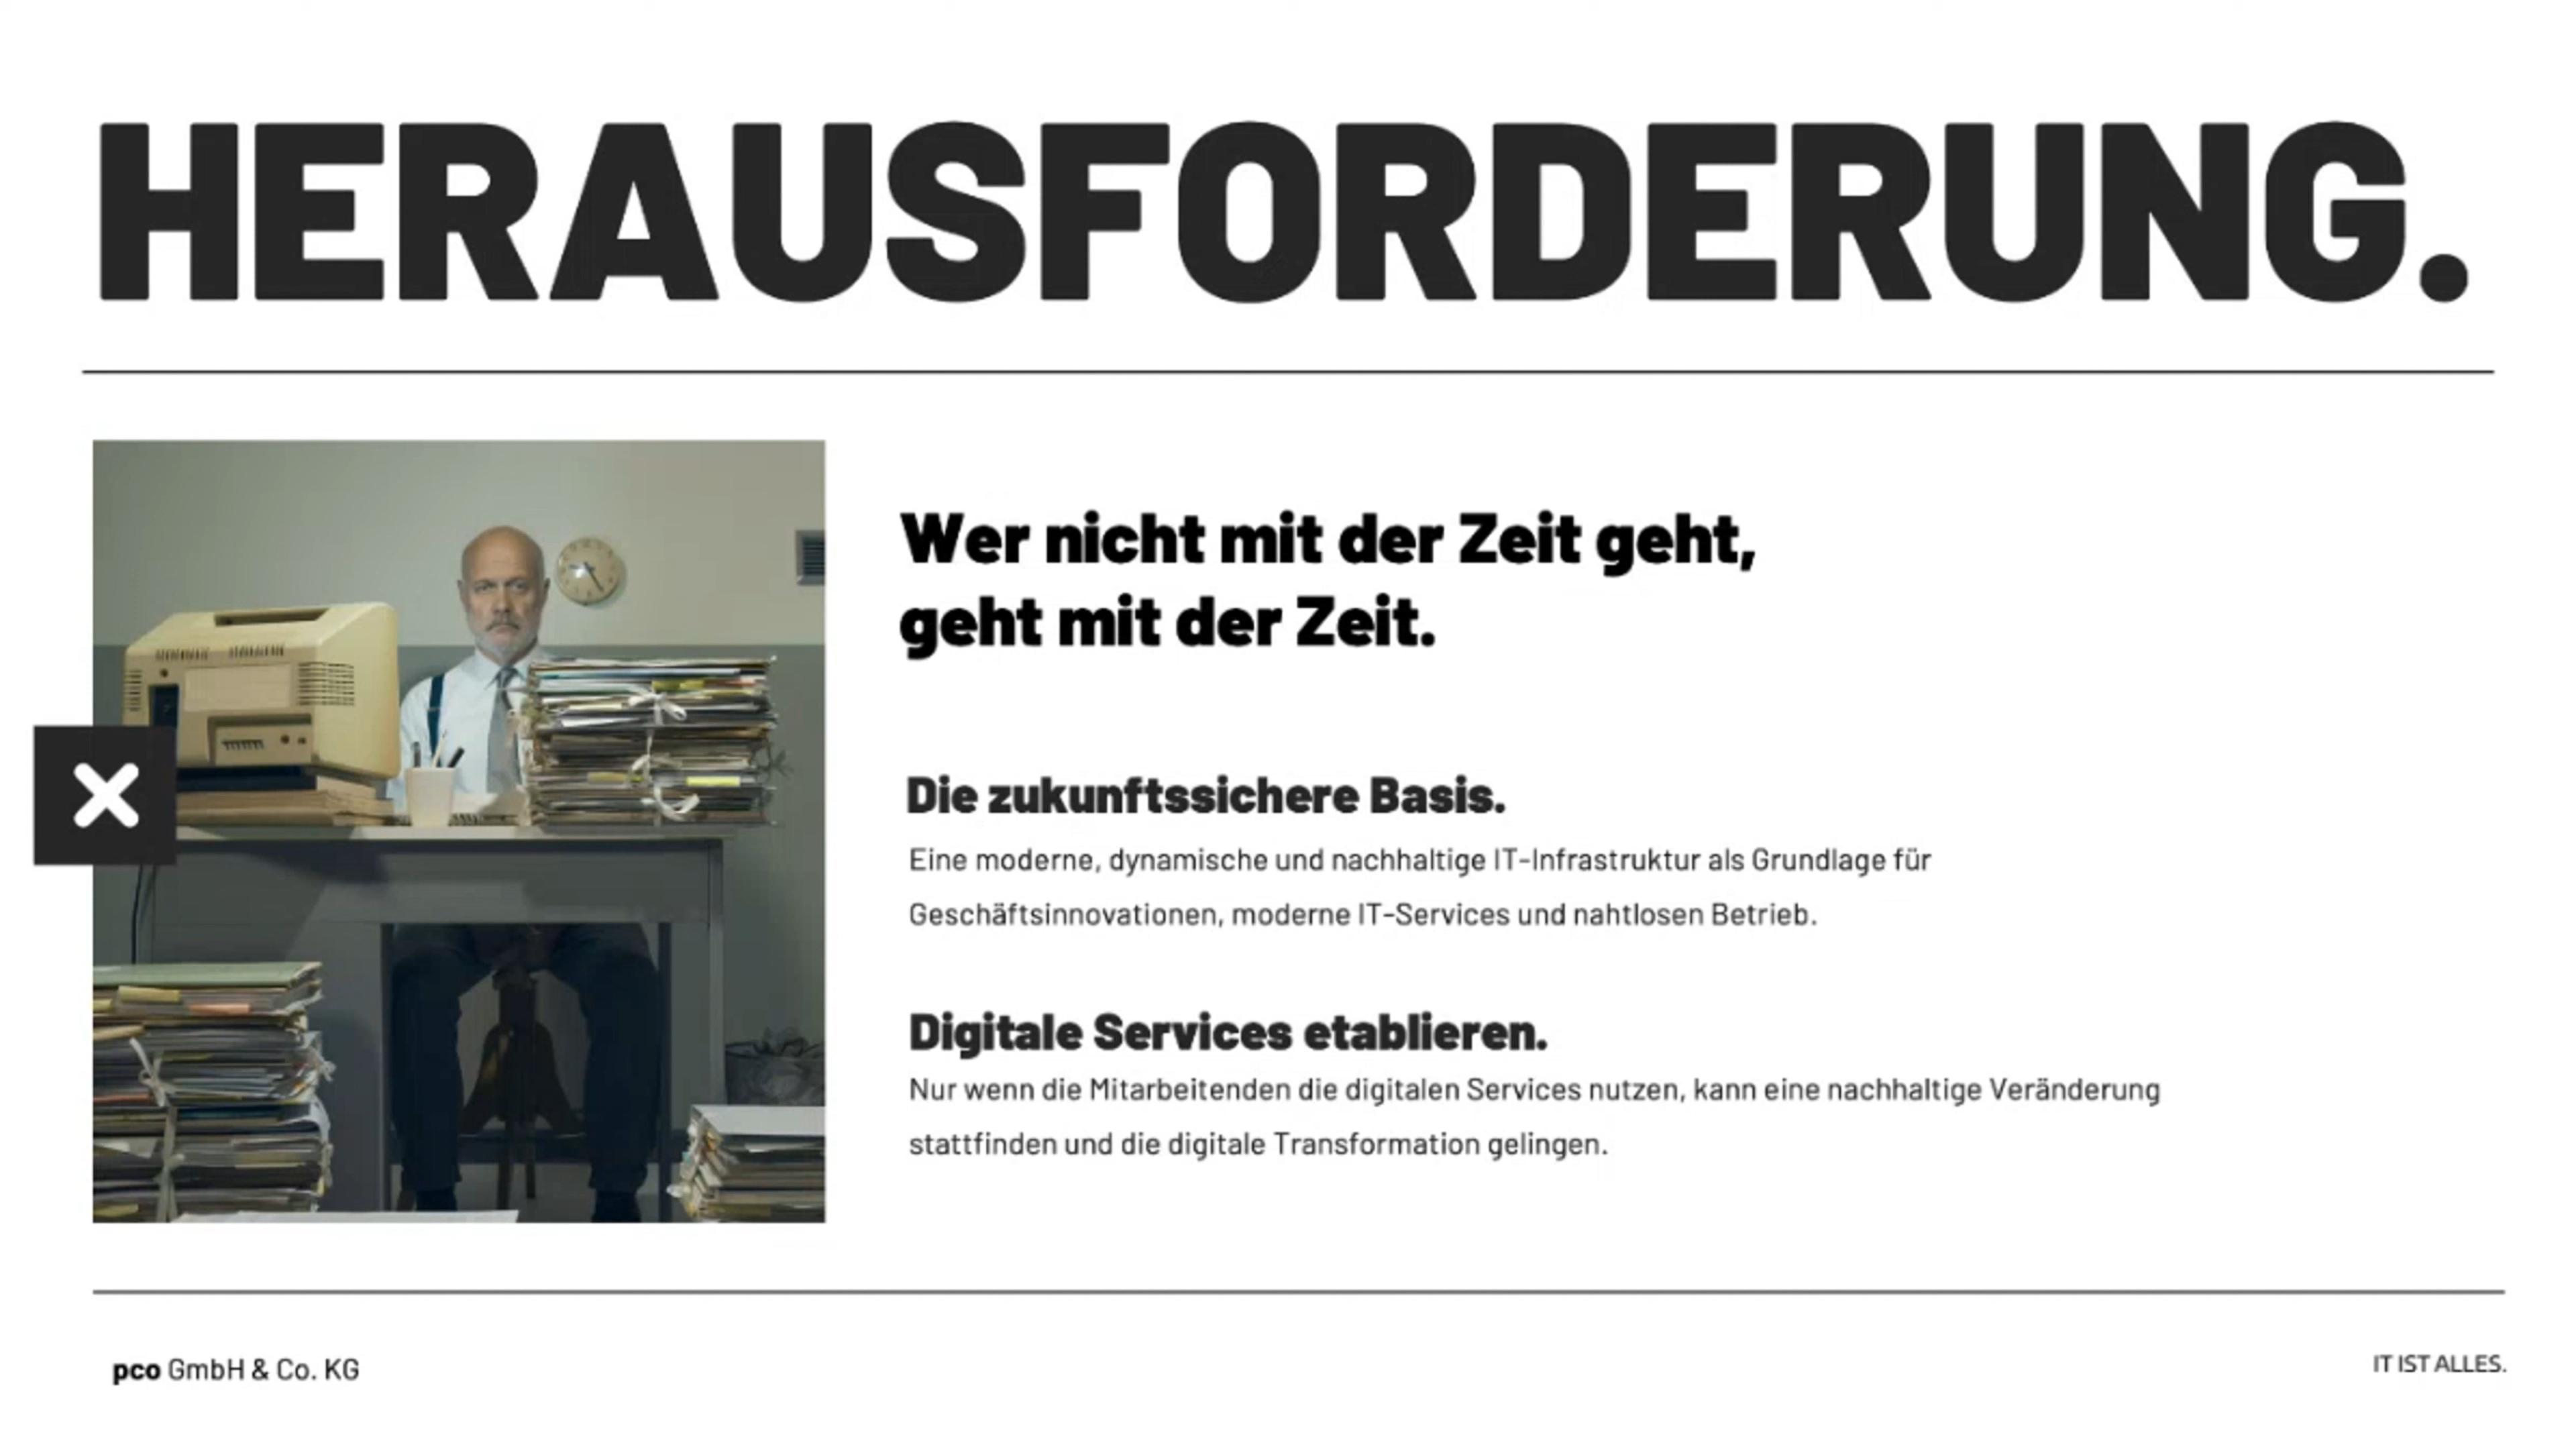 HERAUSFORDERUNG.
Wer nicht mit der Zeit geht,
geht mit der Zeit.
Die zukunftssichere Basis.
Eine moderne, dynamische und nachhaltige IT-Infrastruktur als Grundlage für
Geschäftsinnovationen, moderne IT-Services und nahtlosen Betrieb.
Digitale Services etablieren.
Nur wenn die Mitarbeitenden die digitalen Services nutzen, kann eine nachhaltige Veränderung
stattfinden und die digitale Transformation gelingen.
pco GmbH & Co. KG
IT IST ALLES.